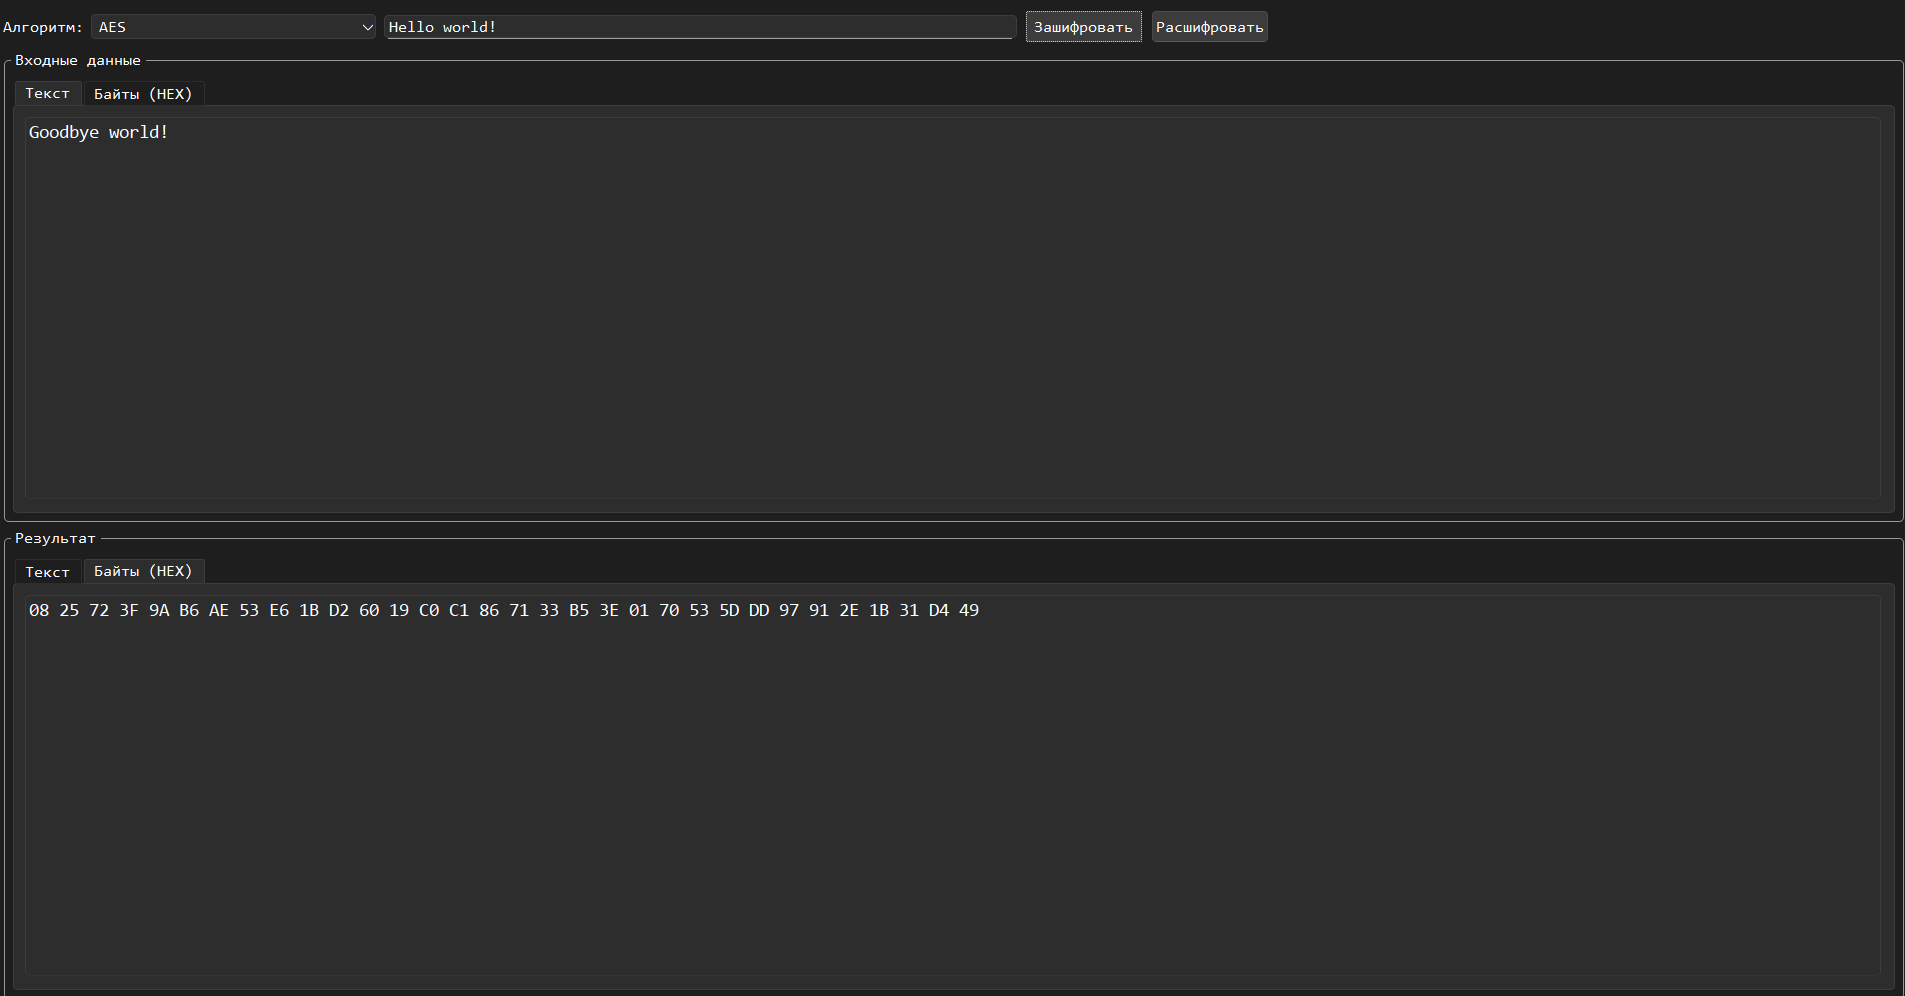 Алгоритм: AES Hello world! Зашифровать Расшифровать
Входные данные
Текст Байты (HEX)
Goodbye world!
Результат
Текст Байты (HEX)
08 25 72 3F 9A B6 AE 53 E6 1B D2 60 19 C0 C1 86 71 33 B5 3E 01 70 53 5D DD 97 91 2E 1B 31 D4 49